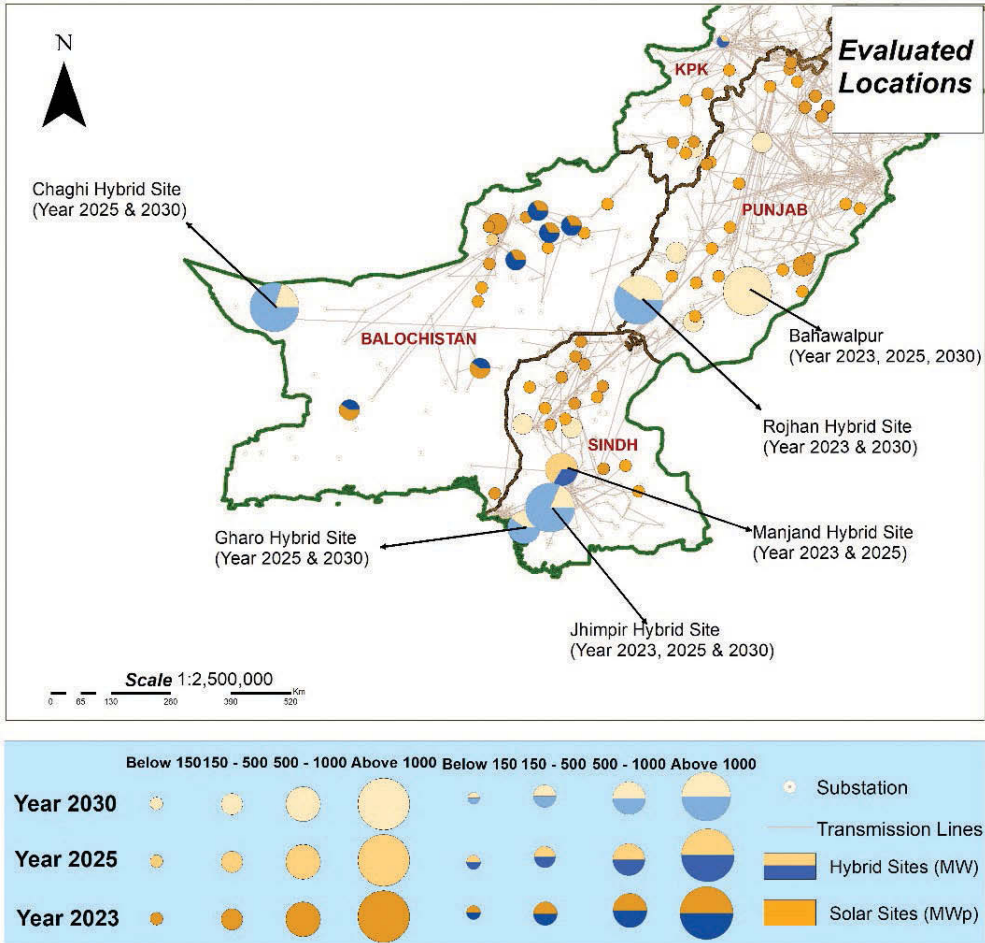 N
Evaluated
Locations
KPK
Chaghi Hybrid Site
(Year 2025 & 2030)
PUNJAB
BALOCHISTAN
Bahawalpur
(Year 2023, 2025, 2030)
Rojhan Hybrid Site
(Year 2023 & 2030)
SINDH
Gharo Hybrid Site
(Year 2025 & 2030)
Manjand Hybrid Site
(Year 2023 & 2025)
Jhimpir Hybrid Site
(Year 2023, 2025 & 2030)
Scale 1:2,500,000
0 65 130 260 390 520 Km
Below 150 150 - 500 500 - 1000 Above 1000 Below 150 150 - 500 500 - 1000 Above 1000
Year 2030
Substation
Transmission Lines
Year 2025
Hybrid Sites (MW)
Year 2023
Solar Sites (MWp)